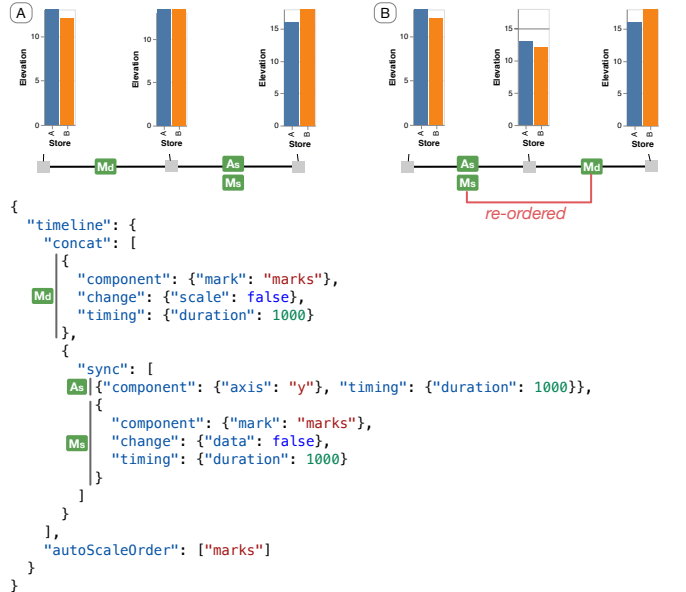 A
Elevation
10
5
0
A
B
Store
Elevation
10
5
0
A
B
Store
Elevation
15
10
5
0
A
B
Store
Md
As
Ms
B
Elevation
10
5
0
A
B
Store
Elevation
15
10
5
0
A
B
Store
Elevation
15
10
5
0
A
B
Store
As
Ms
Md
re-ordered
{
"timeline": {
"concat": [
{
"component": {"mark": "marks"},
Md "change": {"scale": false},
"timing": {"duration": 1000}
},
{
"sync": [
As {"component": {"axis": "y"}, "timing": {"duration": 1000}},
{
"component": {"mark": "marks"},
Ms "change": {"data": false},
"timing": {"duration": 1000}
}
]
}
],
"autoScaleOrder": ["marks"]
}
}